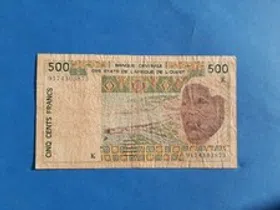 500
BANQUE CENTRALE
DES ETATS DE L'AFRIQUE DE L'OUEST
500
K
CINQ CENTS FRANCS
K